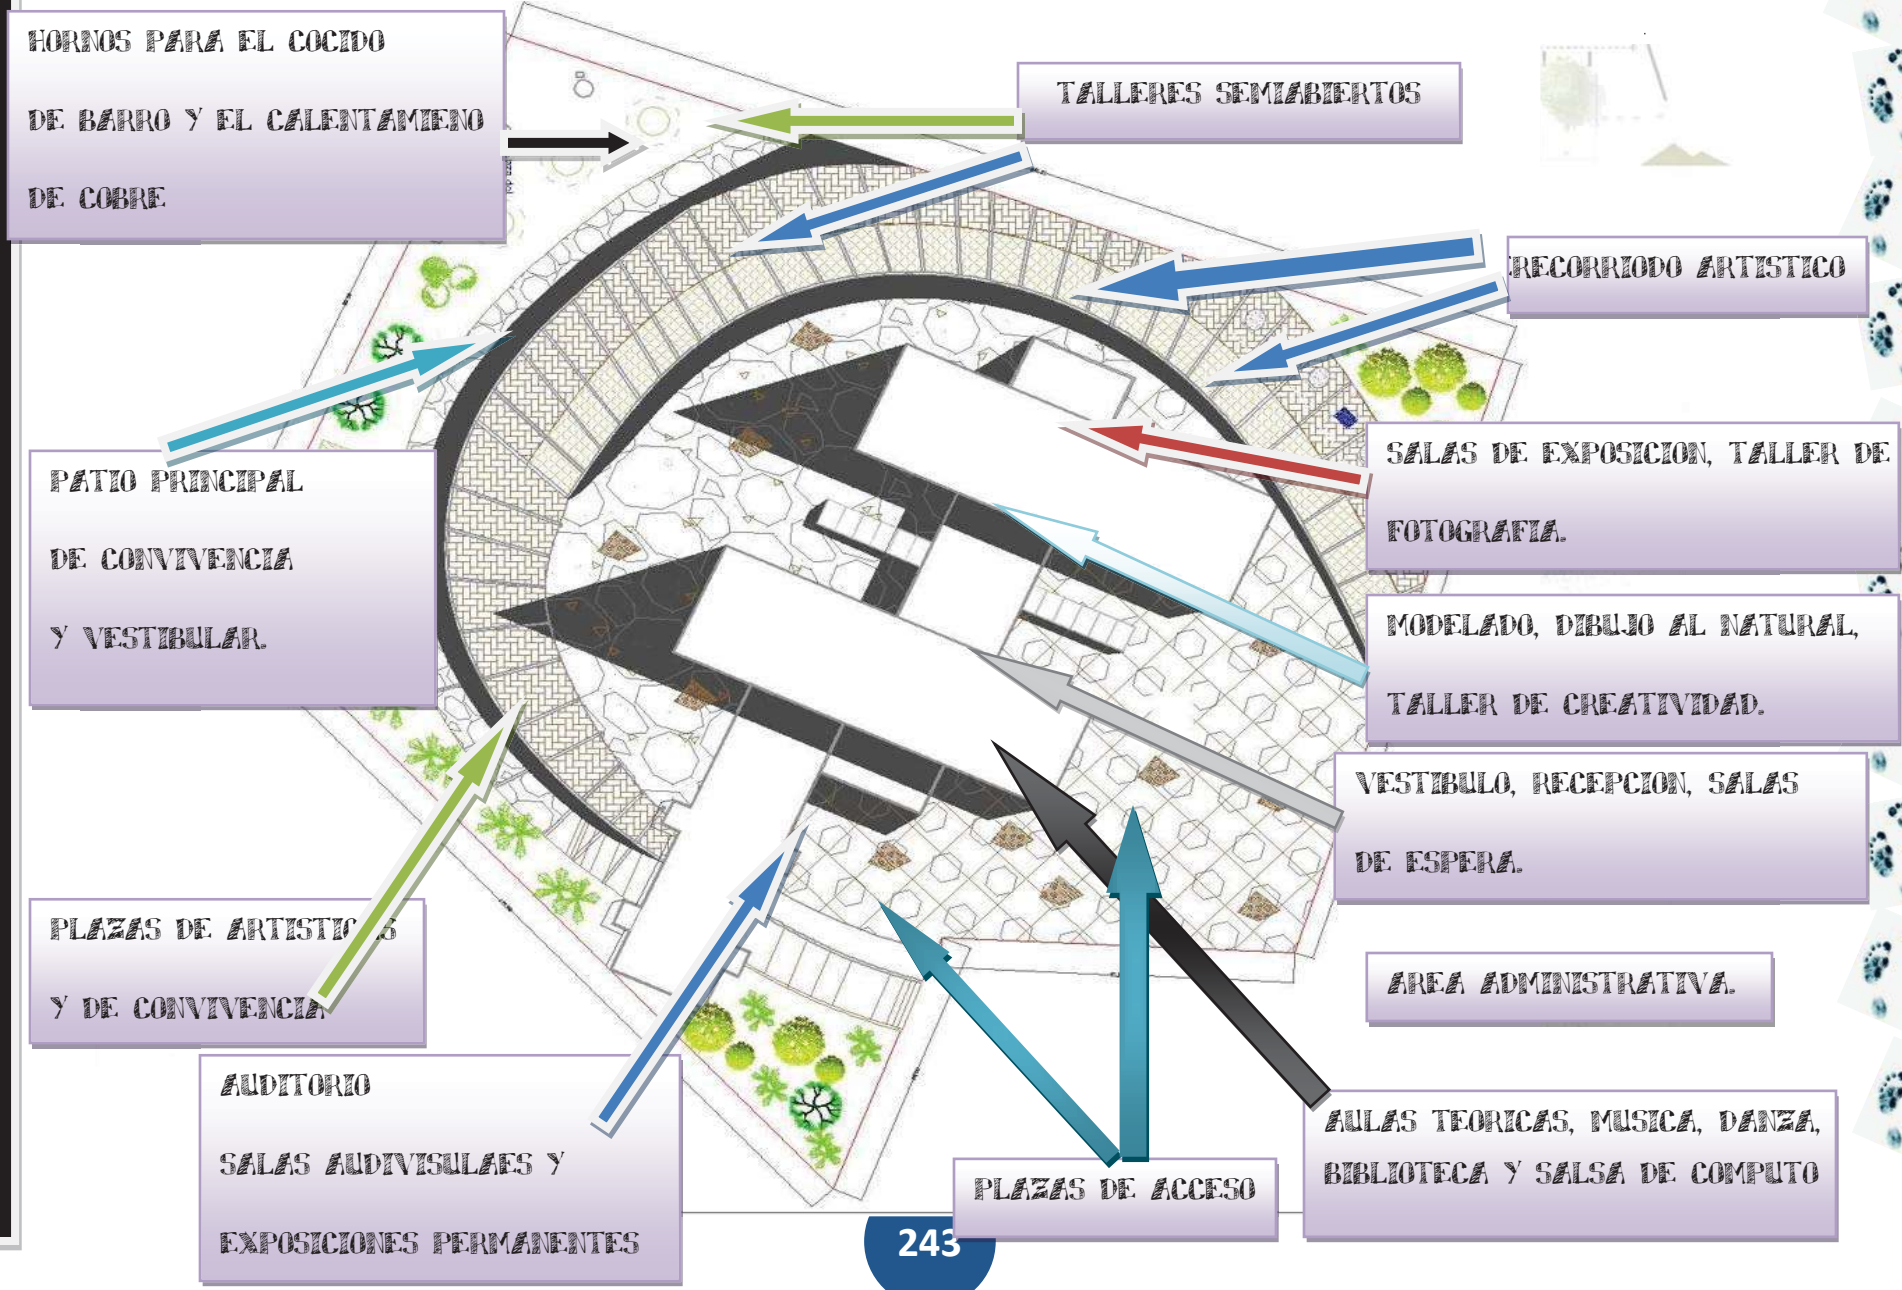 HORNOS PARA EL COCIDO
DE BARRO Y EL CALENTAMIENO
DE COBRE
TALLERES SEMIABIERTOS
RECORRIODO ARTISTICO
PATIO PRINCIPAL
DE CONVIVENCIA
Y VESTIBULAR.
SALAS DE EXPOSICION, TALLER DE
FOTOGRAFIA.
MODELADO, DIBUJO AL NATURAL,
TALLER DE CREATIVIDAD.
VESTIBULO, RECEPCION, SALAS
DE ESPERA.
PLAZAS DE ARTISTICAS
Y DE CONVIVENCIA
AREA ADMINISTRATIVA.
AUDITORIO
SALAS AUDIVISULAES Y
EXPOSICIONES PERMANENTES
PLAZAS DE ACCESO
AULAS TEORICAS, MUSICA, DANZA,
BIBLIOTECA Y SALSA DE COMPUTO
243